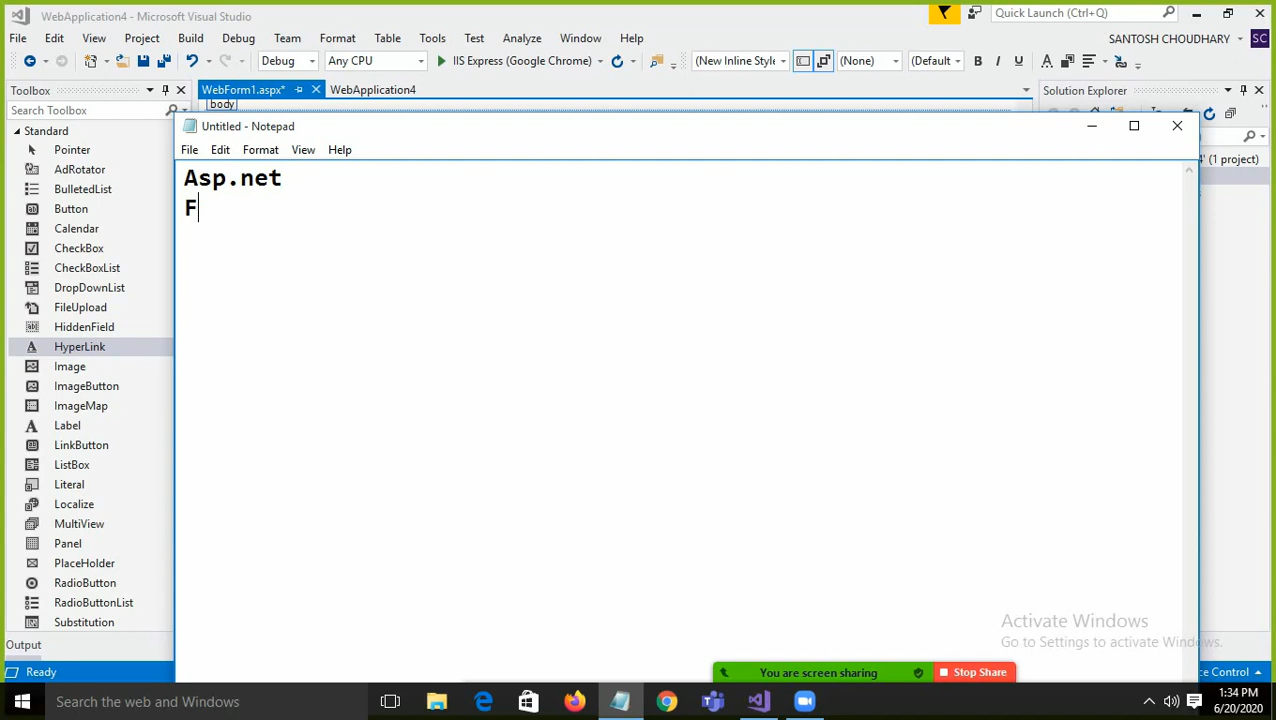 WebApplication4 - Microsoft Visual Studio
Quick Launch (Ctrl+Q)
File Edit View Project Build Debug Team Format Table Tools Test Analyze Window Help
SANTOSH CHOUDHARY SC
Debug Any CPU IIS Express (Google Chrome) (New Inline Style (None) (Default B I U
Toolbox
WebForm1.aspx* WebApplication4
Solution Explorer
Search Toolbox
body
Standard
Untitled - Notepad
Pointer
File Edit Format View Help
4' (1 project)
AdRotator
Asp.net
BulletedList
Button
F
Calendar
CheckBox
CheckBoxList
DropDownList
FileUpload
HiddenField
HyperLink
Image
ImageButton
ImageMap
Label
LinkButton
ListBox
Literal
Localize
MultiView
Panel
PlaceHolder
RadioButton
RadioButtonList
Substitution
Activate Windows
Go to Settings to activate Windows.
Output
Ready
You are screen sharing Stop Share
ce Control
Search the web and Windows
1:34 PM
6/20/2020